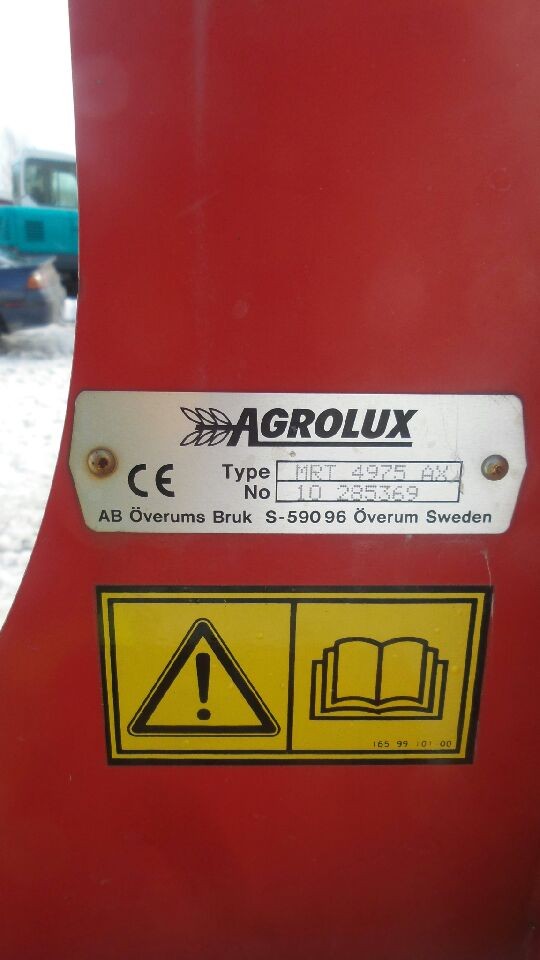 AGROLUX
CE Type MRT 4975 AX
No 10 285369
AB Överums Bruk S-590 96 Överum Sweden
165 99 101 00